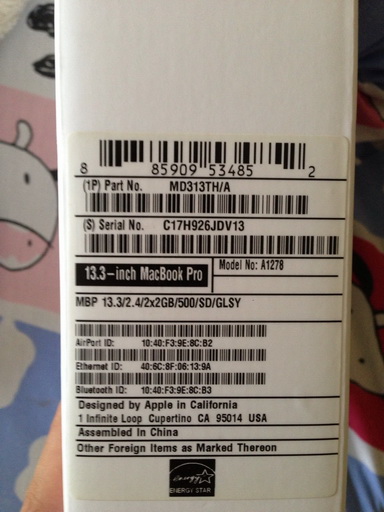 8 85909 53485 2
(1P) Part No. MD313TH/A
(S) Serial No. C17H926JDV13
13.3-inch MacBook Pro Model No: A1278
MBP 13.3/2.4/2x2GB/500/SD/GLSY
AirPort ID: 10:40:F3:9E:8C:B2
Ethernet ID: 40:6C:8F:06:13:9A
Bluetooth ID: 10:40:F3:9E:8C:B3
Designed by Apple in California
1 Infinite Loop Cupertino CA 95014 USA
Assembled In China
Other Foreign Items as Marked Thereon
energy
ENERGY STAR